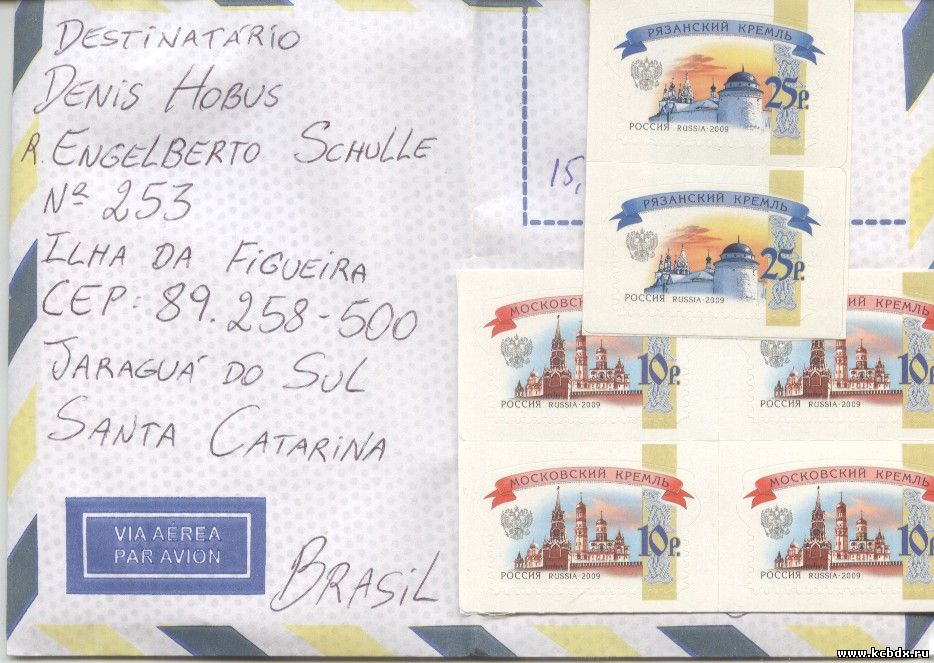 DESTINATÁRIO
DENIS HOBUS
R. ENGELBERTO SCHULLE
Nº 253
ILHA DA FIGUEIRA
CEP: 89.258-500
JARAGUÁ DO SUL
SANTA CATARINA
BRASIL
VIA AÉREA
PAR AVION
15,
РЯЗАНСКИЙ КРЕМЛЬ
25р.
РОССИЯ RUSSIA·2009
РЯЗАНСКИЙ КРЕМЛЬ
25р.
РОССИЯ RUSSIA·2009
10р.
РОССИЯ RUSSIA·2009
10р.
РОССИЯ RUSSIA·2009
МОСКОВСКИЙ КРЕМЛЬ
10р.
РОССИЯ RUSSIA·2009
МОСКОВСКИЙ КРЕМЛЬ
10р.
РОССИЯ RUSSIA·2009
www.kcbdx.ru